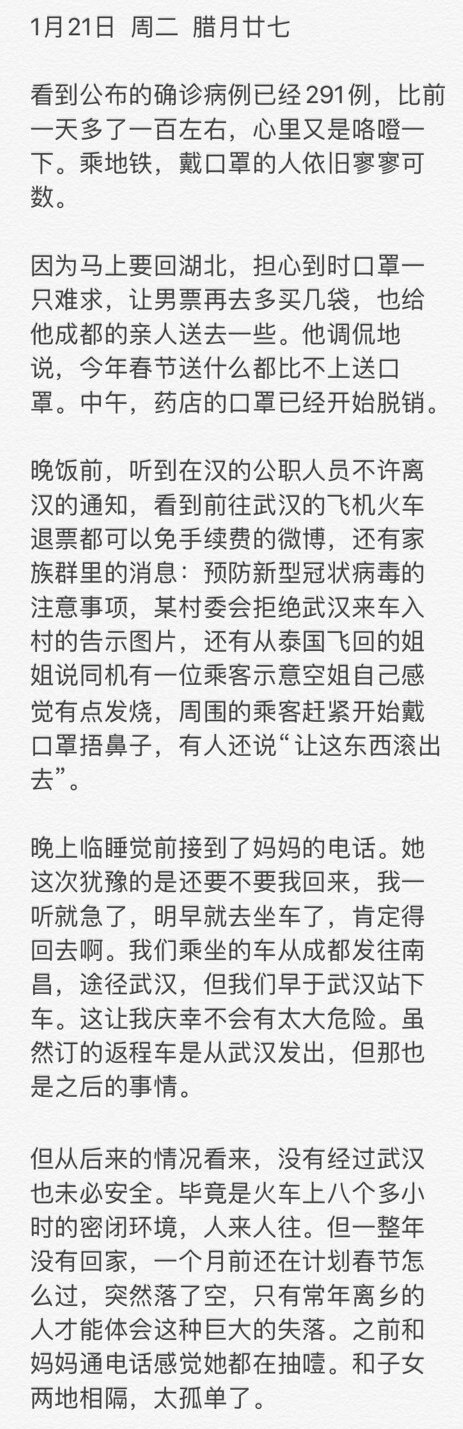 1月21日 周二 腊月廿七
看到公布的确诊病例已经291例，比前
一天多了一百左右，心里又是咯噔一
下。乘地铁，戴口罩的人依旧寥寥可
数。
因为马上要回湖北，担心到时口罩一
只难求，让男票再去多买几袋，也给
他成都的亲人送去一些。他调侃地
说，今年春节送什么都比不上送口
罩。中午，药店的口罩已经开始脱销。
晚饭前，听到在汉的公职人员不许离
汉的通知，看到前往武汉的飞机火车
退票都可以免手续费的微博，还有家
族群里的消息：预防新型冠状病毒的
注意事项，某村委会拒绝武汉来车入
村的告示图片，还有从泰国飞回的姐
姐说同机有一位乘客示意空姐自己感
觉有点发烧，周围的乘客赶紧开始戴
口罩捂鼻子，有人还说“让这东西滚出
去”。
晚上临睡觉前接到了妈妈的电话。她
这次犹豫的是还要不要我回来，我一
听就急了，明早就去坐车了，肯定得
回去啊。我们乘坐的车从成都发往南
昌，途径武汉，但我们早于武汉站下
车。这让我庆幸不会有太大危险。虽
然订的返程车是从武汉发出，但那也
是之后的事情。
但从后来的情况看来，没有经过武汉
也未必安全。毕竟是火车上八个多小
时的密闭环境，人来人往。但一整年
没有回家，一个月前还在计划春节怎
么过，突然落了空，只有常年离乡的
人才能体会这种巨大的失落。之前和
妈妈通电话感觉她都在抽噎。和子女
两地相隔，太孤单了。